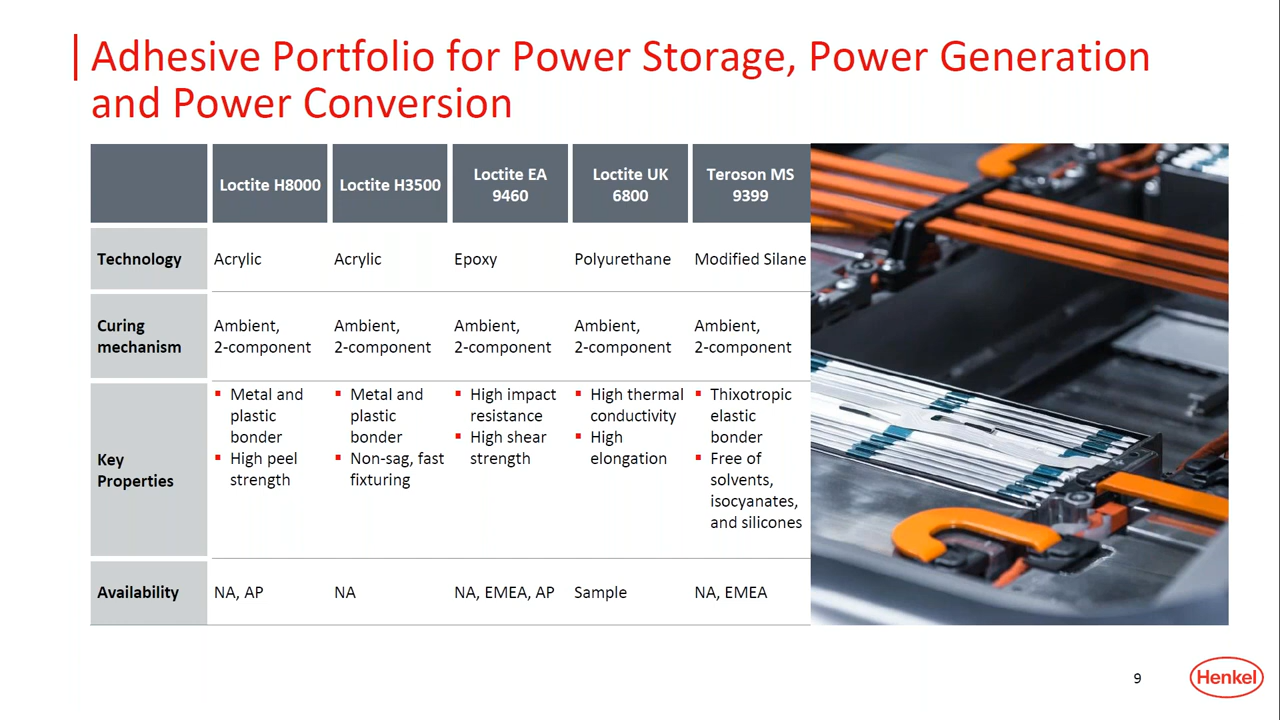 Adhesive Portfolio for Power Storage, Power Generation
and Power Conversion
Loctite H8000
Loctite H3500
Loctite EA
9460
Loctite UK
6800
Teroson MS
9399
Technology
Acrylic
Acrylic
Epoxy
Polyurethane
Modified Silane
Curing
mechanism
Ambient,
2-component
Ambient,
2-component
Ambient,
2-component
Ambient,
2-component
Ambient,
2-component
Key
Properties
▪ Metal and
plastic
bonder
▪ High peel
strength
▪ Metal and
plastic
bonder
▪ Non-sag, fast
fixturing
▪ High impact
resistance
▪ High shear
strength
▪ High thermal
conductivity
▪ High
elongation
▪ Thixotropic
elastic
bonder
▪ Free of
solvents,
isocyanates,
and silicones
Availability
NA, AP
NA
NA, EMEA, AP
Sample
NA, EMEA
9
Henkel